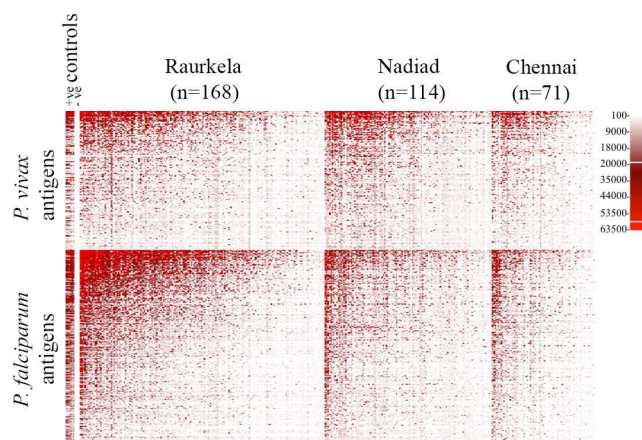 +ve
-ve
controls
Raurkela
(n=168)
Nadiad
(n=114)
Chennai
(n=71)
P. vivax
antigens
P. falciparum
antigens
100
9000
18000
20000
35000
44000
53500
63500